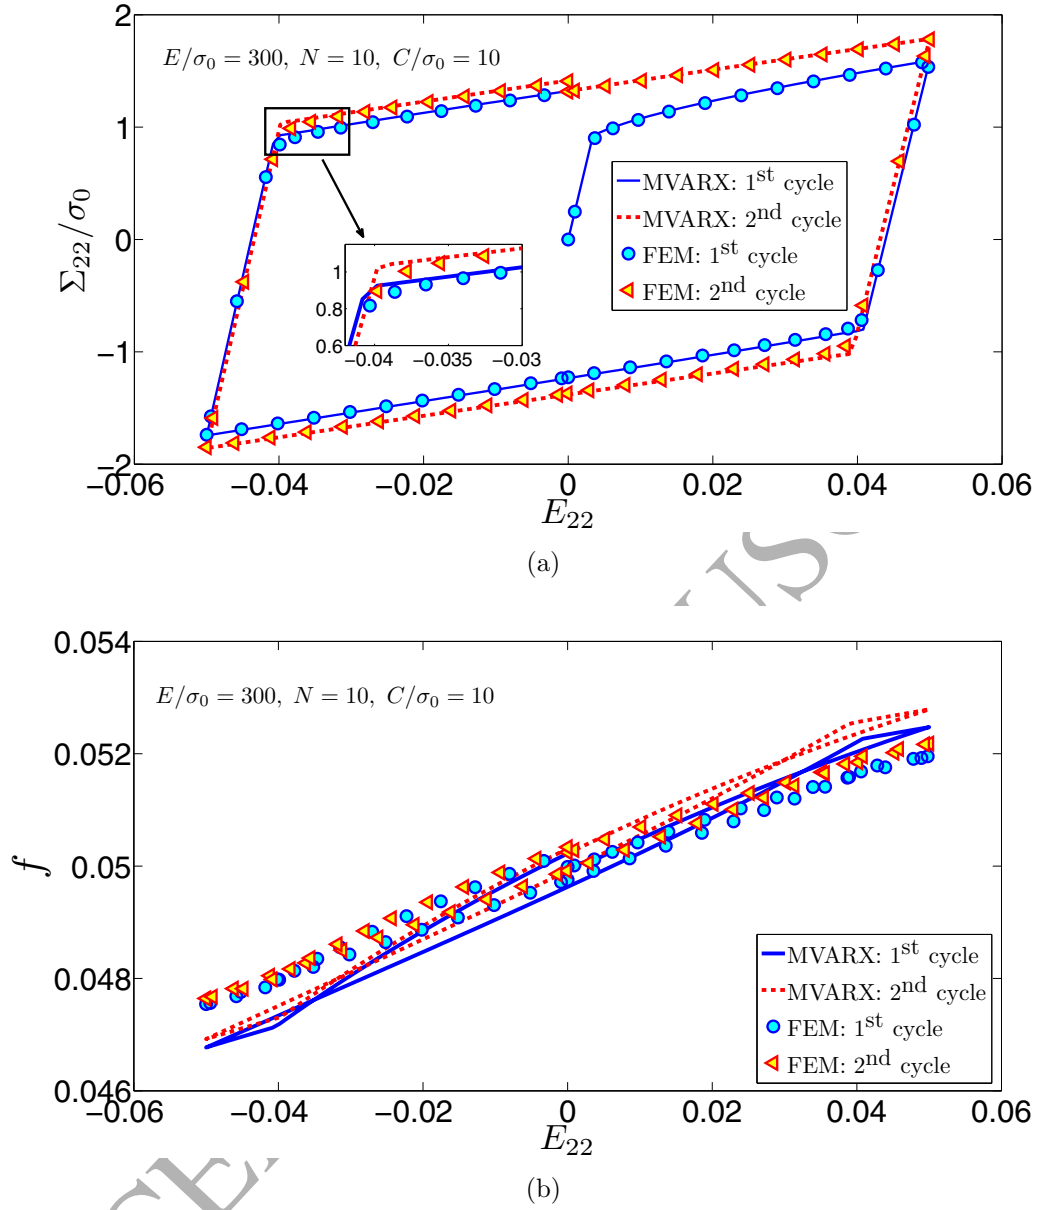 2
E/σ₀ = 300, N = 10, C/σ₀ = 10
1
0
−1
−2
Σ₂₂/σ₀
MVARX: 1st cycle
MVARX: 2nd cycle
FEM: 1st cycle
FEM: 2nd cycle
1
0.8
0.6
−0.04 −0.035 −0.03
−0.06 −0.04 −0.02 0 0.02 0.04 0.06
E₂₂
(a)
0.054
E/σ₀ = 300, N = 10, C/σ₀ = 10
0.052
0.05
0.048
0.046
f
MVARX: 1st cycle
MVARX: 2nd cycle
FEM: 1st cycle
FEM: 2nd cycle
−0.06 −0.04 −0.02 0 0.02 0.04 0.06
E₂₂
(b)